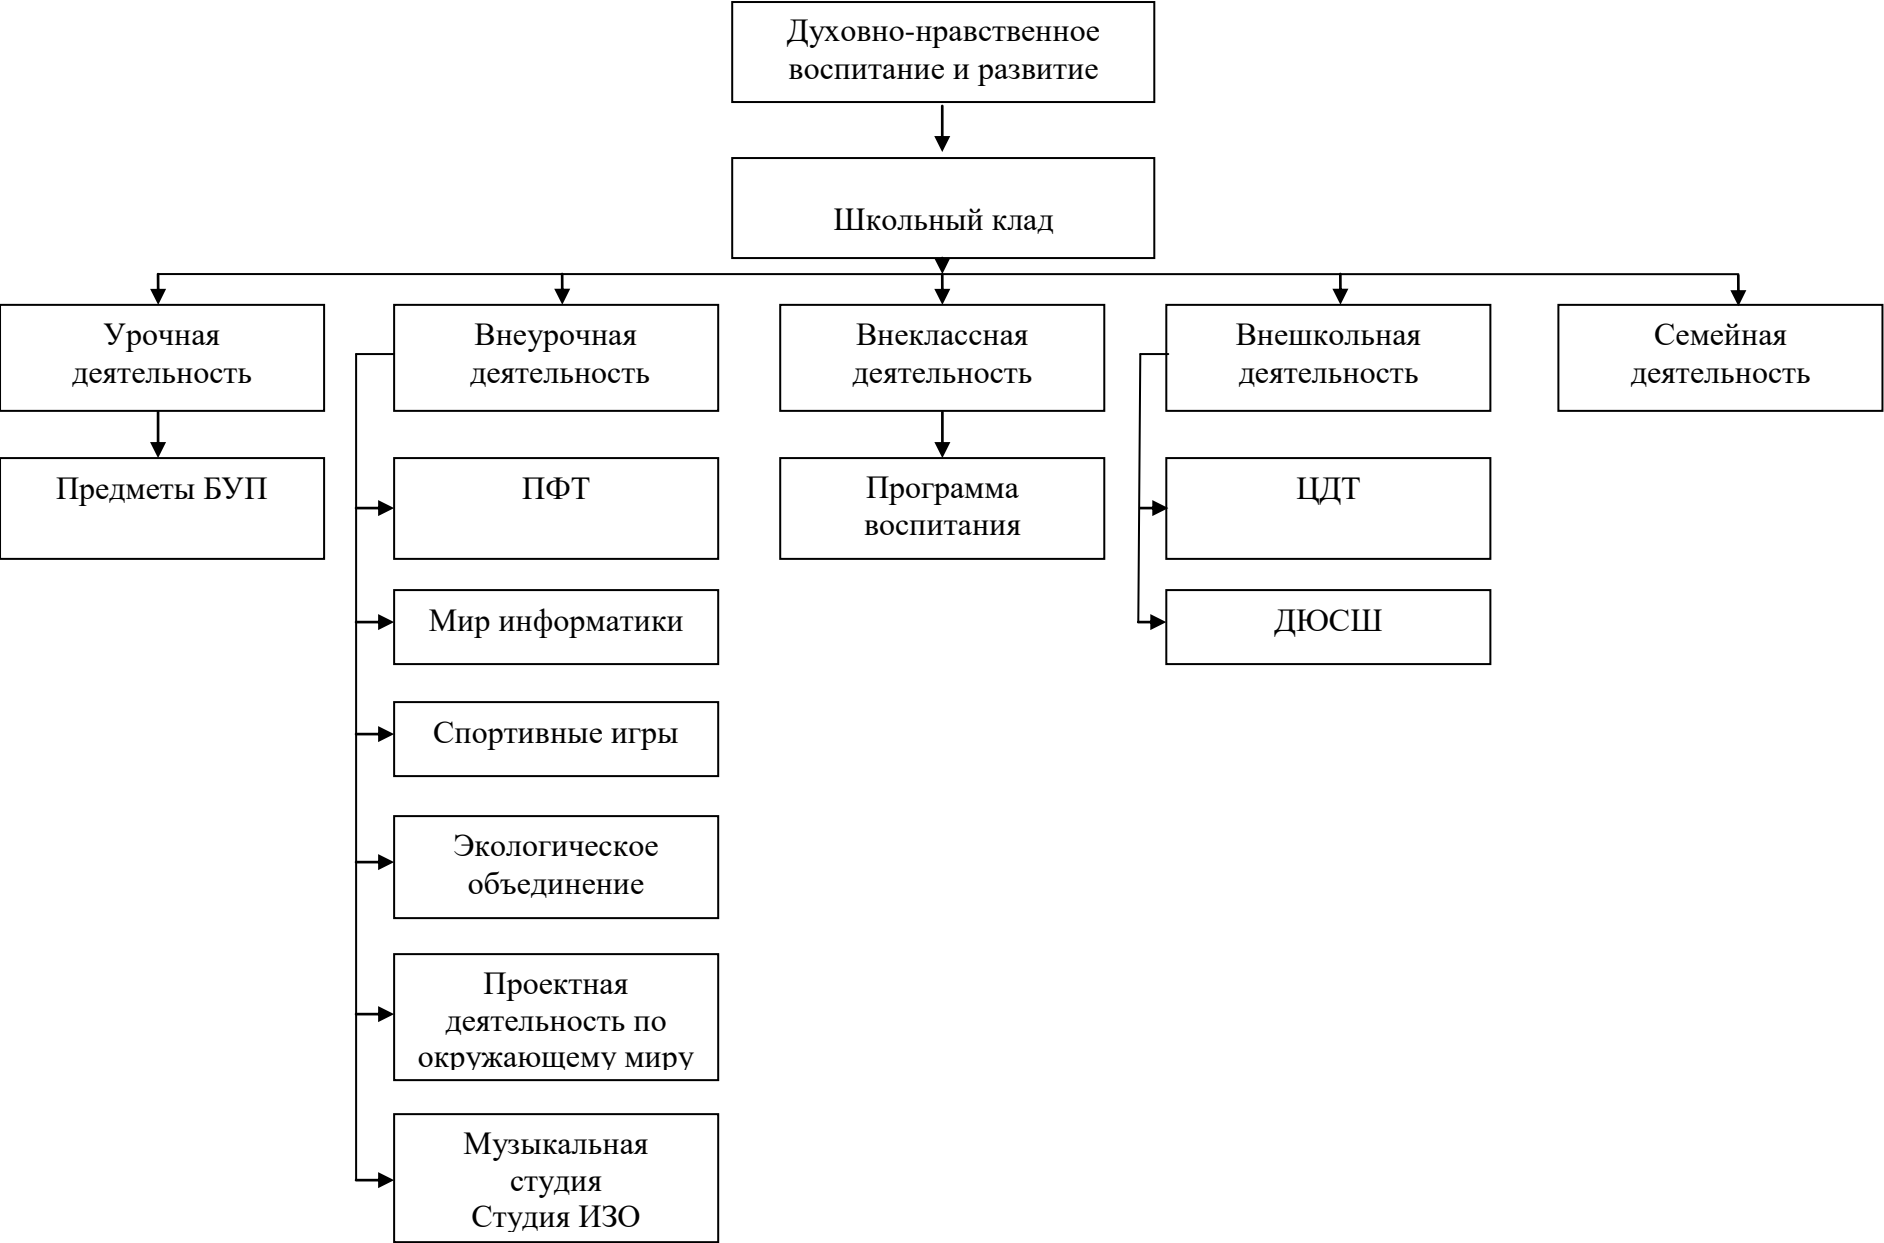 Духовно-нравственное
воспитание и развитие
Школьный клад
Урочная
деятельность
Внеурочная
деятельность
Внеклассная
деятельность
Внешкольная
деятельность
Семейная
деятельность
Предметы БУП
ПФТ
Программа
воспитания
ЦДТ
Мир информатики
ДЮСШ
Спортивные игры
Экологическое
объединение
Проектная
деятельность по
окружающему миру
Музыкальная
студия
Студия ИЗО